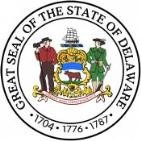 GREAT SEAL OF THE STATE OF DELAWARE
• 1704 • 1776 • 1787 •